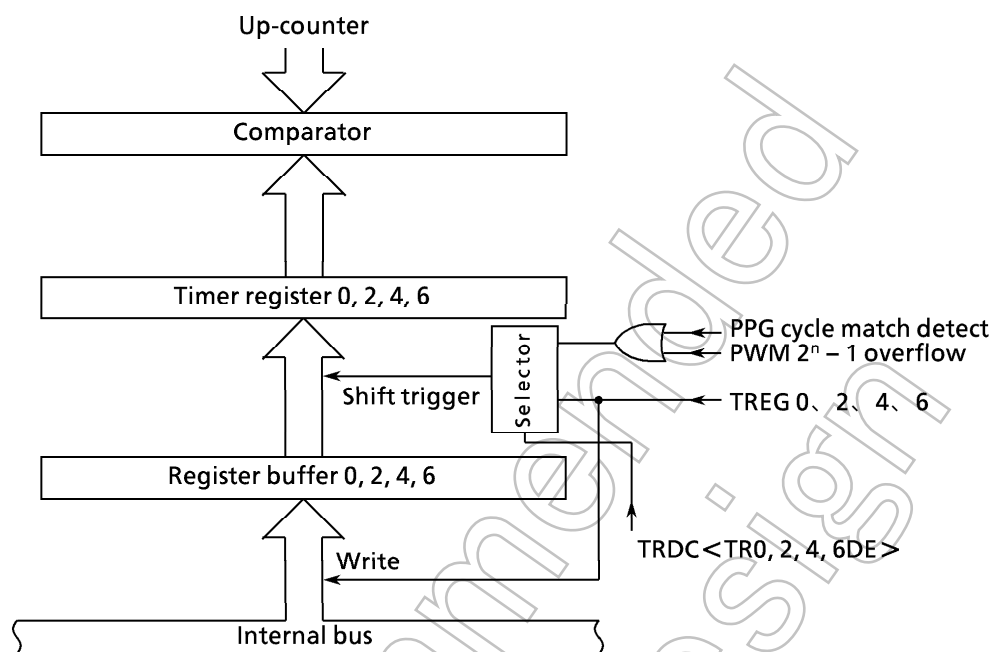 Up-counter
Comparator
Timer register 0, 2, 4, 6
PPG cycle match detect
PWM 2ⁿ – 1 overflow
Selector
Shift trigger
TREG 0、2、4、6
Register buffer 0, 2, 4, 6
TRDC<TR0, 2, 4, 6DE>
Write
Internal bus
mmended
esign